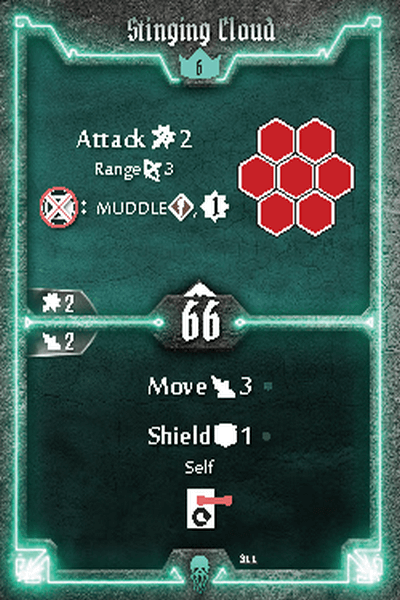 Stinging Cloud
6
Attack 2
Range 3
: MUDDLE , 1
2
66
2
Move 3
Shield 1
Self